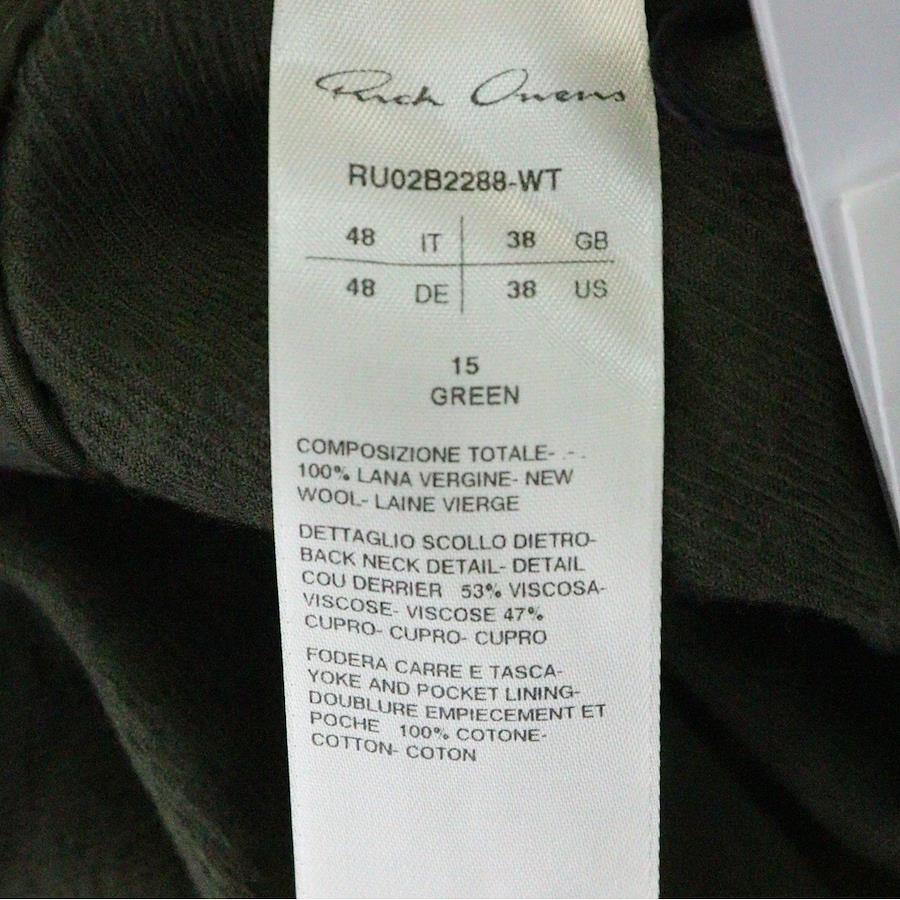 Rick Owens
RU02B2288-WT
48 IT 38 GB
48 DE 38 US
15
GREEN
COMPOSIZIONE TOTALE- .-.
100% LANA VERGINE- NEW
WOOL- LAINE VIERGE
DETTAGLIO SCOLLO DIETRO-
BACK NECK DETAIL- DETAIL
COU DERRIER 53% VISCOSA-
VISCOSE- VISCOSE 47%
CUPRO- CUPRO- CUPRO
FODERA CARRE E TASCA-
YOKE AND POCKET LINING-
DOUBLURE EMPIECEMENT ET
POCHE 100% COTONE-
COTTON- COTON